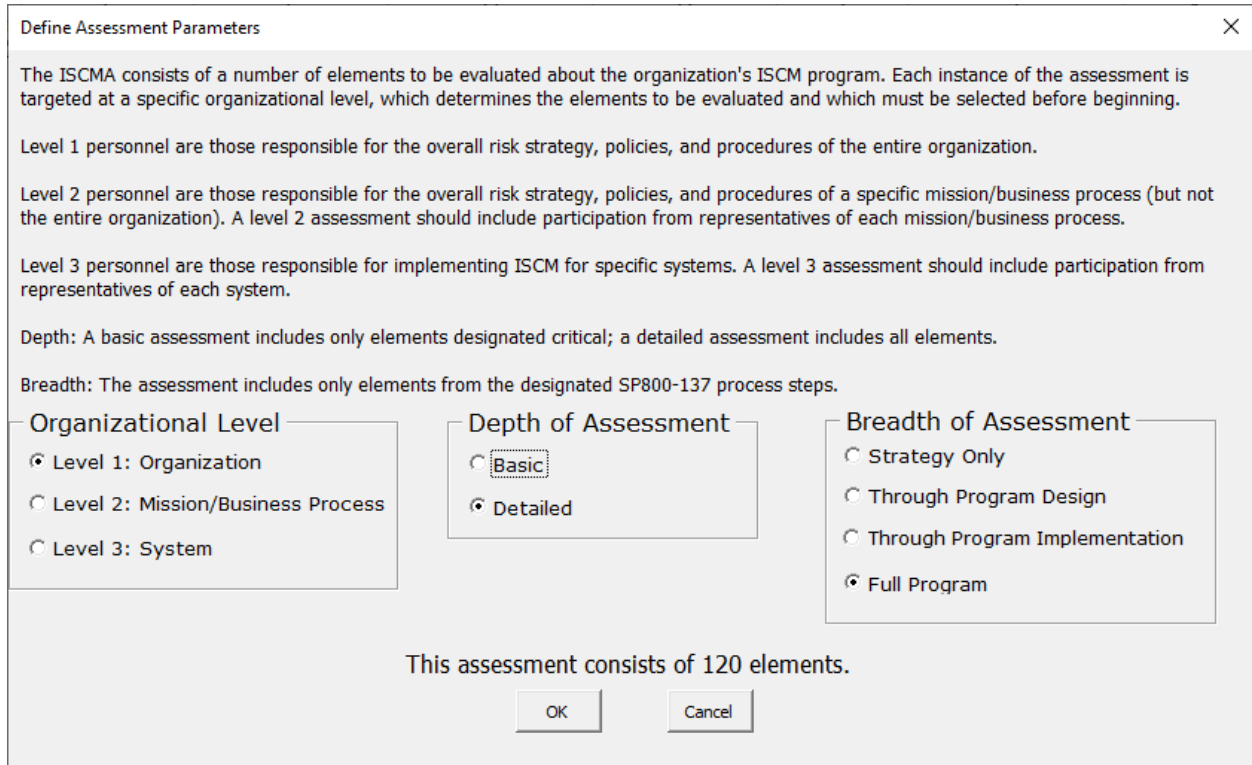 Define Assessment Parameters
The ISCMA consists of a number of elements to be evaluated about the organization's ISCM program. Each instance of the assessment is
targeted at a specific organizational level, which determines the elements to be evaluated and which must be selected before beginning.
Level 1 personnel are those responsible for the overall risk strategy, policies, and procedures of the entire organization.
Level 2 personnel are those responsible for the overall risk strategy, policies, and procedures of a specific mission/business process (but not
the entire organization). A level 2 assessment should include participation from representatives of each mission/business process.
Level 3 personnel are those responsible for implementing ISCM for specific systems. A level 3 assessment should include participation from
representatives of each system.
Depth: A basic assessment includes only elements designated critical; a detailed assessment includes all elements.
Breadth: The assessment includes only elements from the designated SP800-137 process steps.
Organizational Level
Level 1: Organization
Level 2: Mission/Business Process
Level 3: System
Depth of Assessment
Basic
Detailed
Breadth of Assessment
Strategy Only
Through Program Design
Through Program Implementation
Full Program
This assessment consists of 120 elements.
OK
Cancel